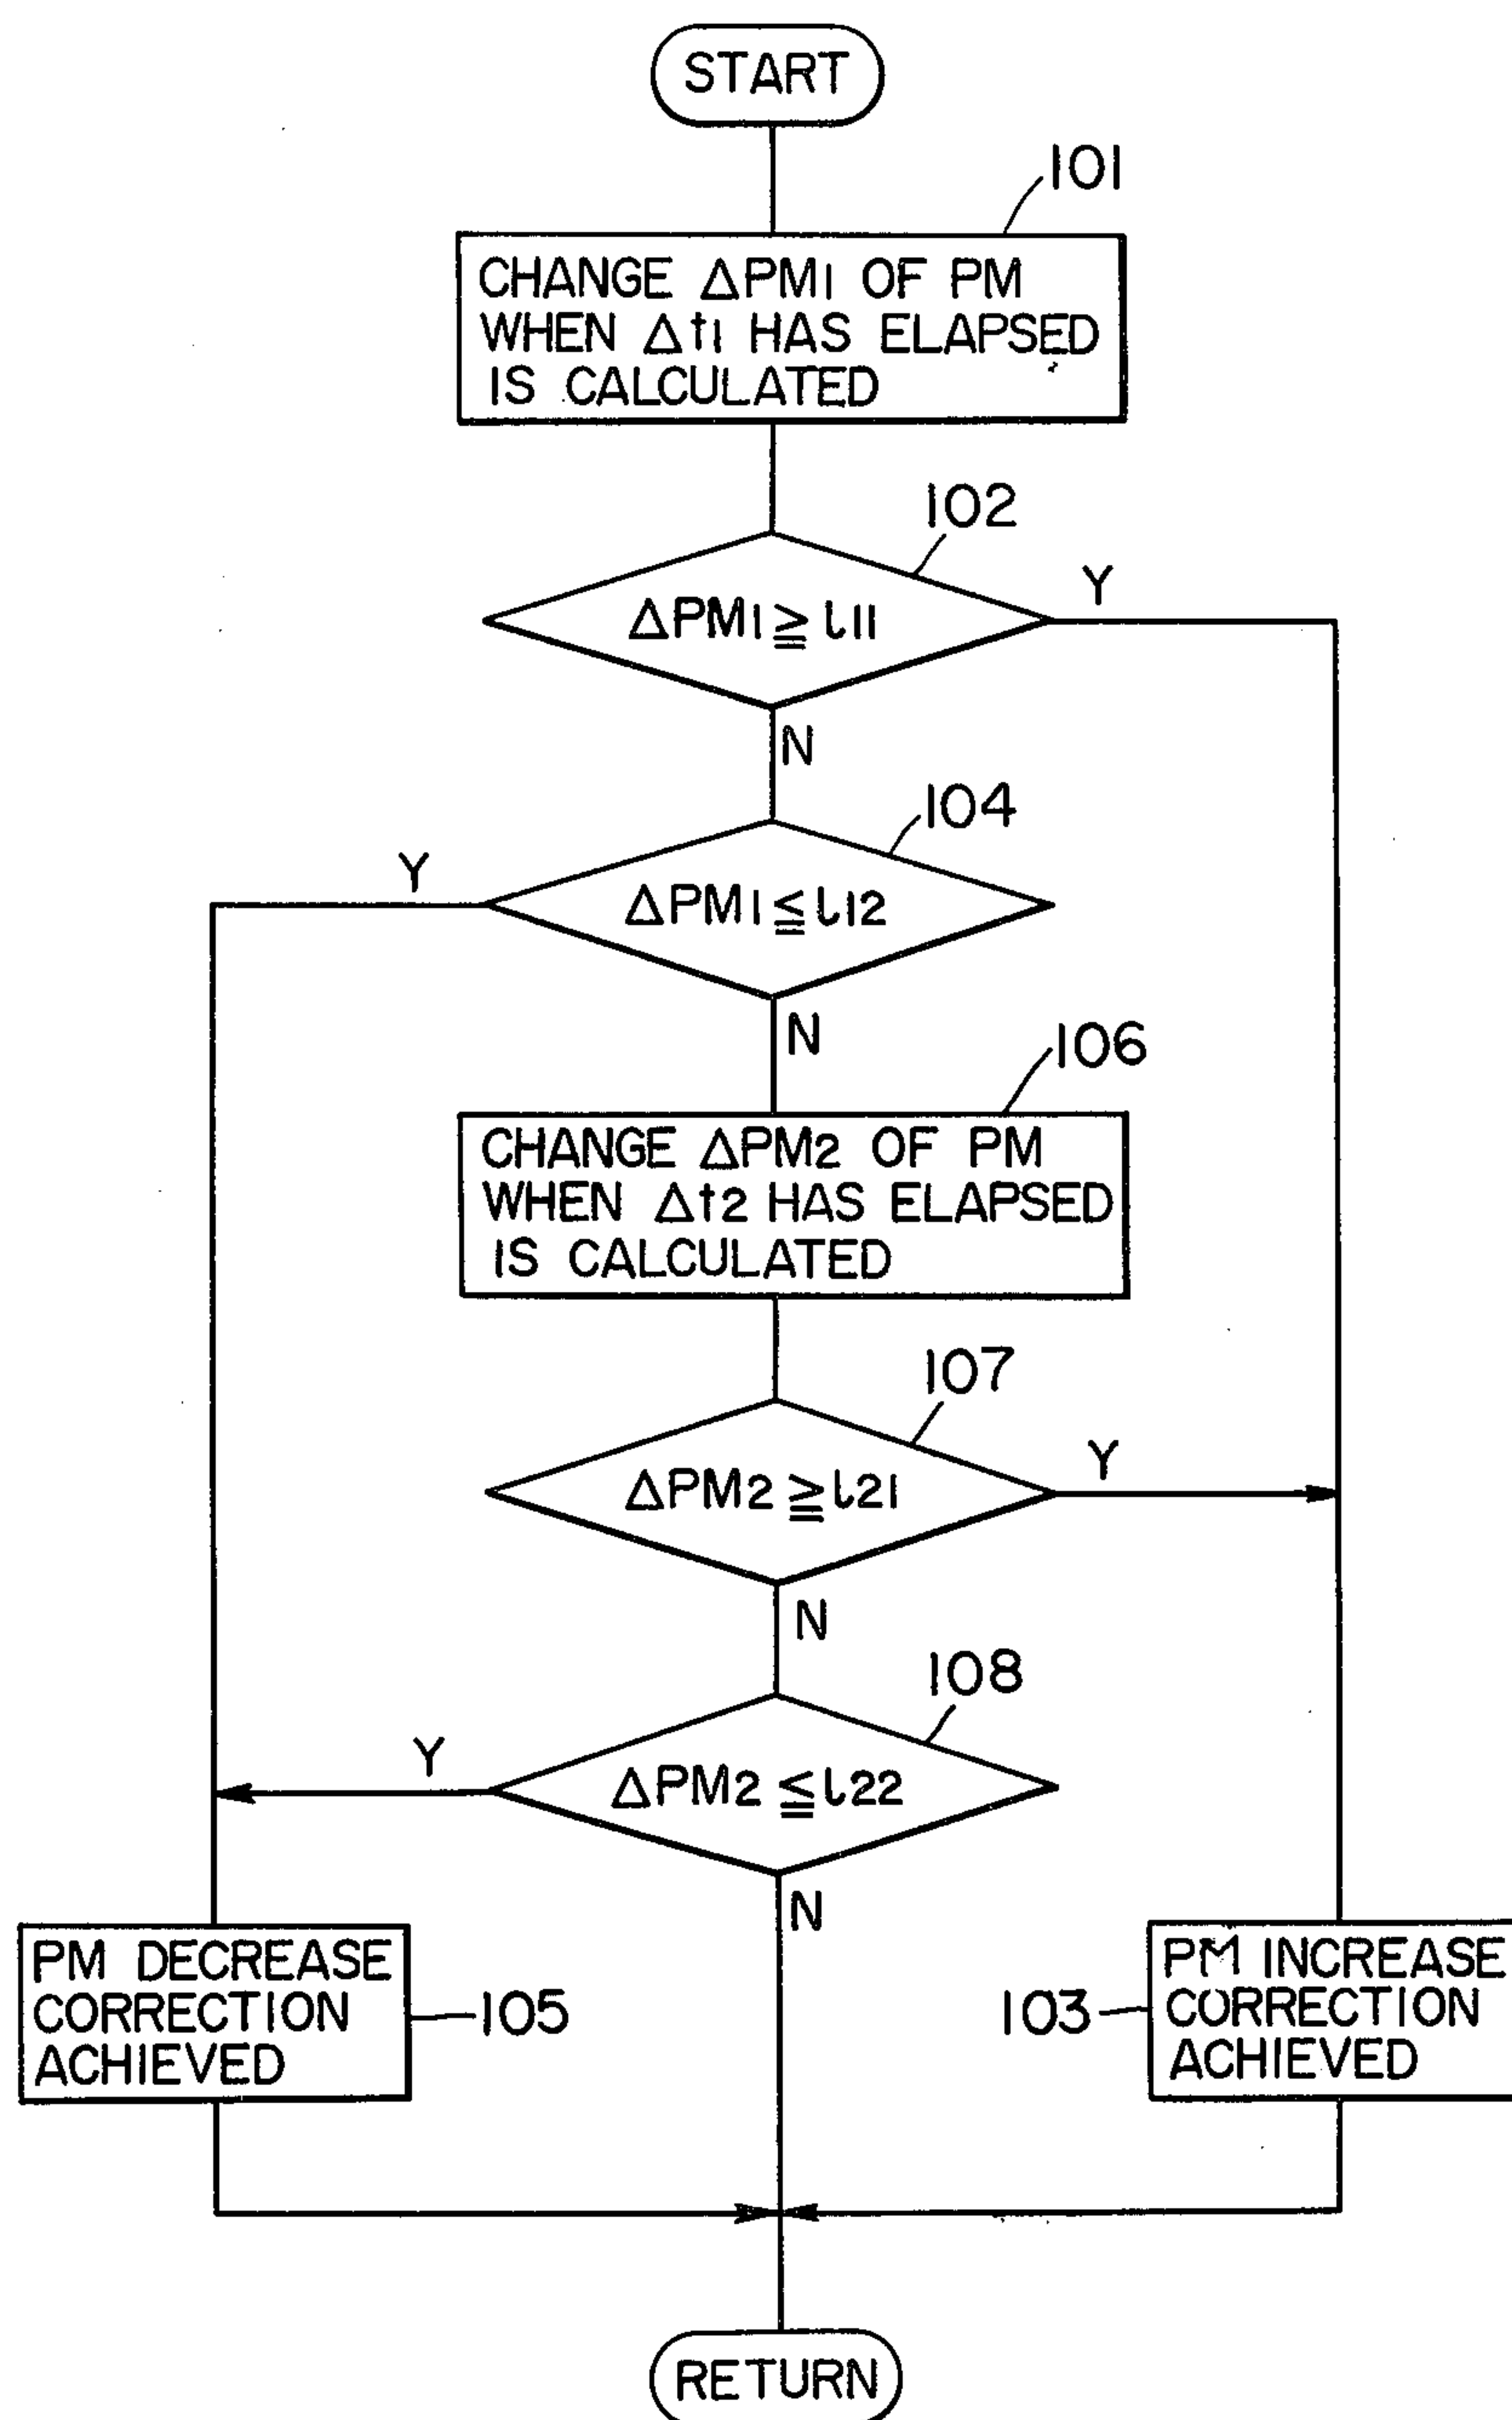 START
101
CHANGE ΔPM1 OF PM
WHEN Δt1 HAS ELAPSED
IS CALCULATED
102
ΔPM1 ≧ l11
Y
N
104
ΔPM1 ≦ l12
Y
N
106
CHANGE ΔPM2 OF PM
WHEN Δt2 HAS ELAPSED
IS CALCULATED
107
ΔPM2 ≧ l21
Y
N
108
ΔPM2 ≦ l22
Y
N
PM DECREASE
CORRECTION
ACHIEVED
105
103
PM INCREASE
CORRECTION
ACHIEVED
RETURN